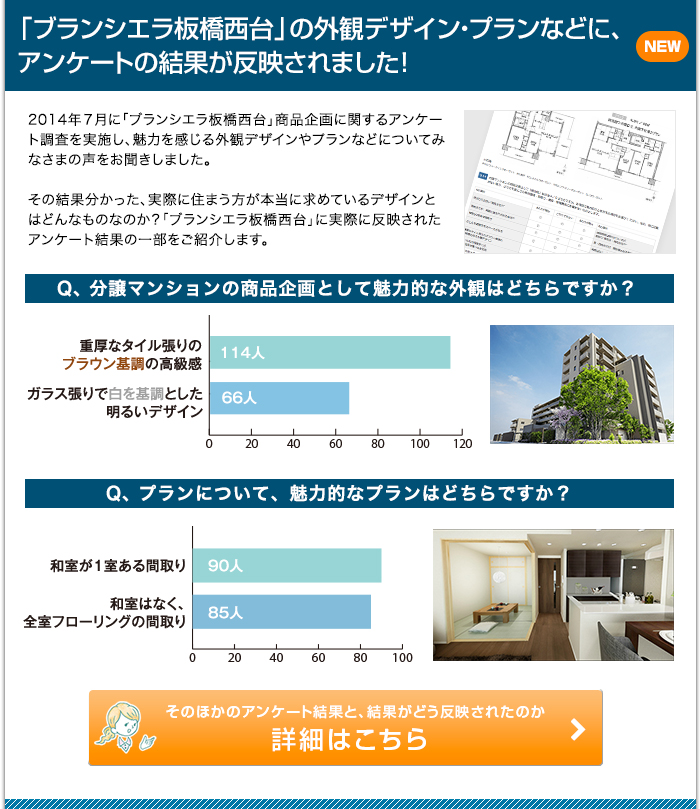 「ブランシエラ板橋西台」の外観デザイン・プランなどに、
アンケートの結果が反映されました!
NEW
2014年7月に「ブランシエラ板橋西台」商品企画に関するアンケー
ト調査を実施し、魅力を感じる外観デザインやプランなどについてみ
なさまの声をお聞きしました。
その結果分かった、実際に住まう方が本当に求めているデザインと
はどんなものなのか?「ブランシエラ板橋西台」に実際に反映された
アンケート結果の一部をご紹介します。
Q、分譲マンションの商品企画として魅力的な外観はどちらですか?
重厚なタイル張りの
ブラウン基調の高級感
114人
ガラス張りで白を基調とした
明るいデザイン
66人
0 20 40 60 80 100 120
Q、プランについて、魅力的なプランはどちらですか?
和室が1室ある間取り
90人
和室はなく、
全室フローリングの間取り
85人
0 20 40 60 80 100
そのほかのアンケート結果と、結果がどう反映されたのか
詳細はこちら